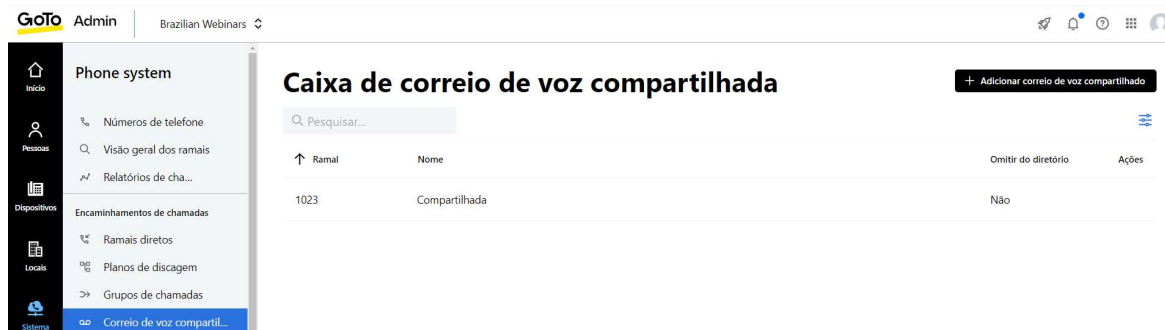 GoTo Admin
Brazilian Webinars
Início
Pessoas
Dispositivos
Locais
Sistema
Phone system
Números de telefone
Visão geral dos ramais
Relatórios de cha...
Encaminhamentos de chamadas
Ramais diretos
Planos de discagem
Grupos de chamadas
Correio de voz compartil...
Caixa de correio de voz compartilhada
+ Adicionar correio de voz compartilhado
Pesquisar...
Ramal Nome Omitir do diretório Ações
1023 Compartilhada Não